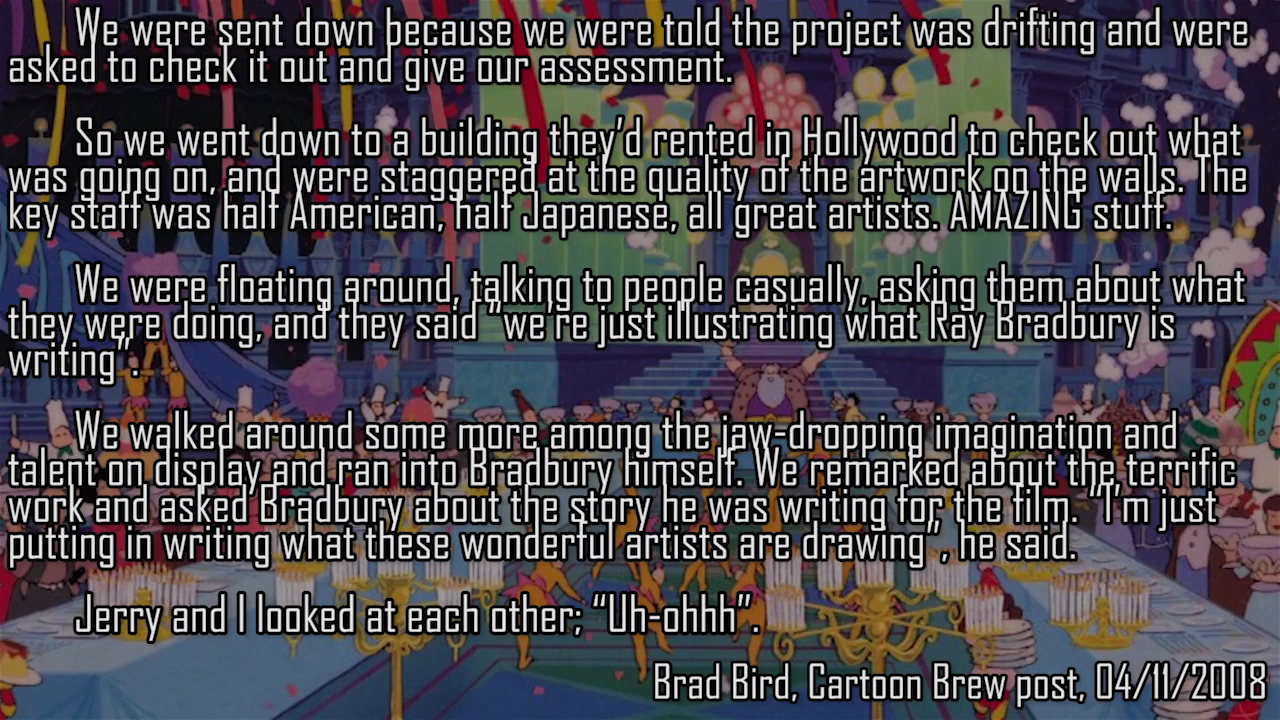 We were sent down because we were told the project was drifting and were
asked to check it out and give our assessment.
So we went down to a building they’d rented in Hollywood to check out what
was going on, and were staggered at the quality of the artwork on the walls. The
key staff was half American, half Japanese, all great artists. AMAZING stuff.
We were floating around, talking to people casually, asking them about what
they were doing, and they said “we’re just illustrating what Ray Bradbury is
writing”.
We walked around some more among the jaw-dropping imagination and
talent on display and ran into Bradbury himself. We remarked about the terrific
work and asked Bradbury about the story he was writing for the film. “I’m just
putting in writing what these wonderful artists are drawing”, he said.
Jerry and I looked at each other; “Uh-ohhh”.
Brad Bird, Cartoon Brew post, 04/11/2008